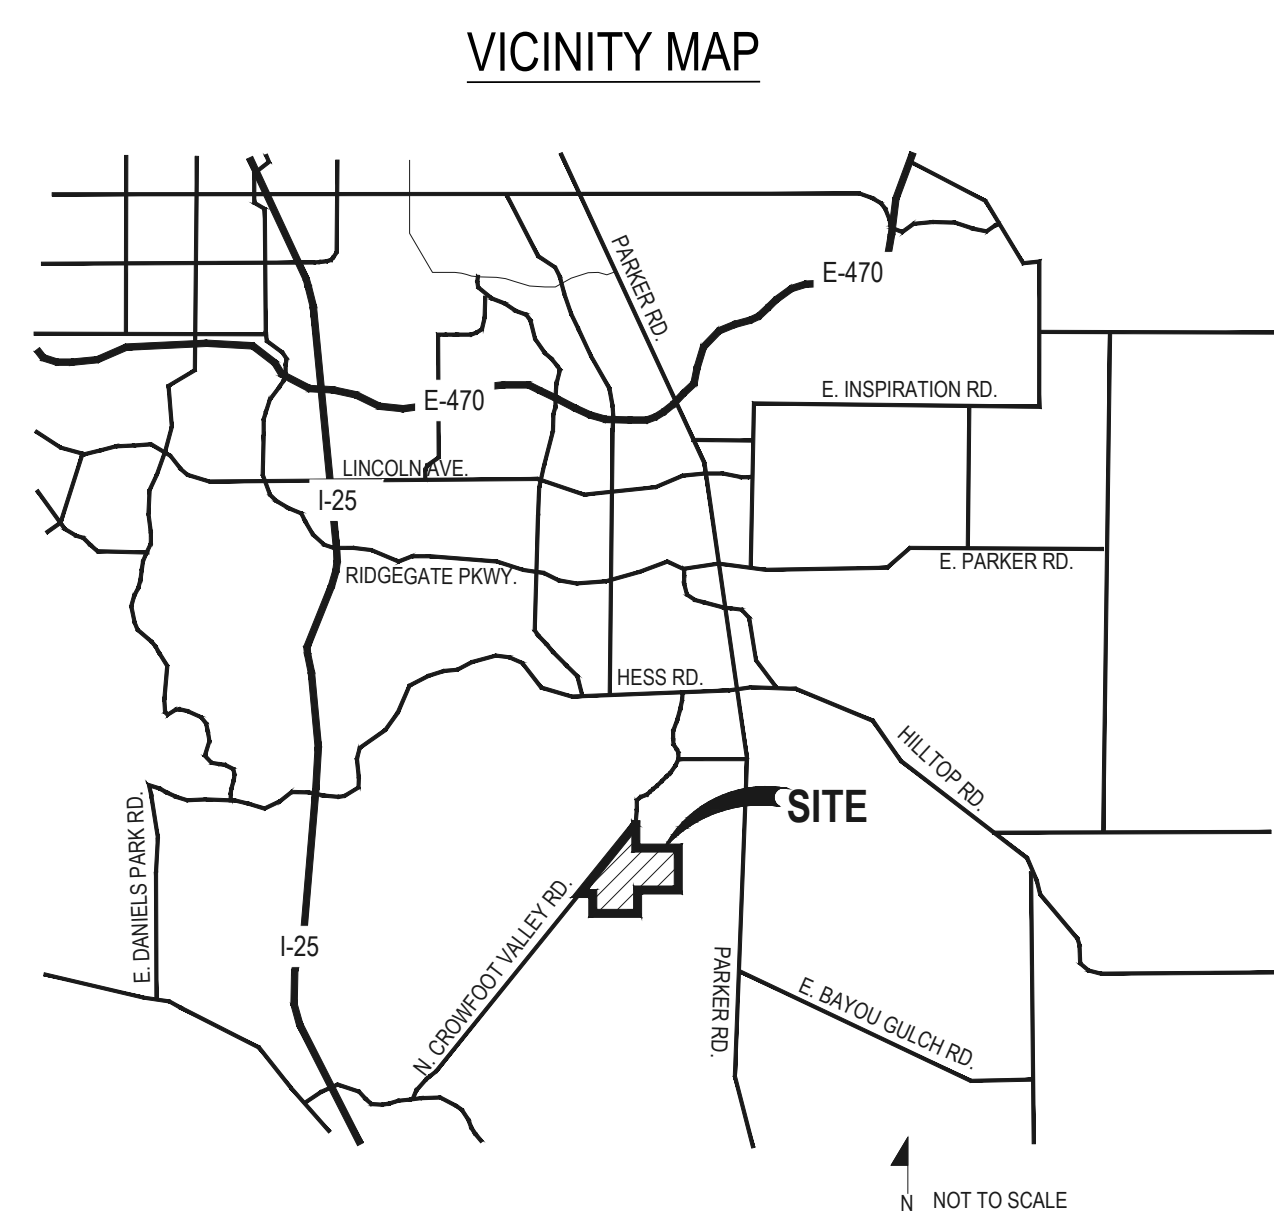 VICINITY MAP
PARKER RD.
E-470
E. INSPIRATION RD.
E-470
LINCOLN AVE.
I-25
E. PARKER RD.
RIDGEGATE PKWY.
HESS RD.
HILLTOP RD.
SITE
E. DANIELS PARK RD.
N. CROWFOOT VALLEY RD.
I-25
PARKER RD.
E. BAYOU GULCH RD.
N
NOT TO SCALE